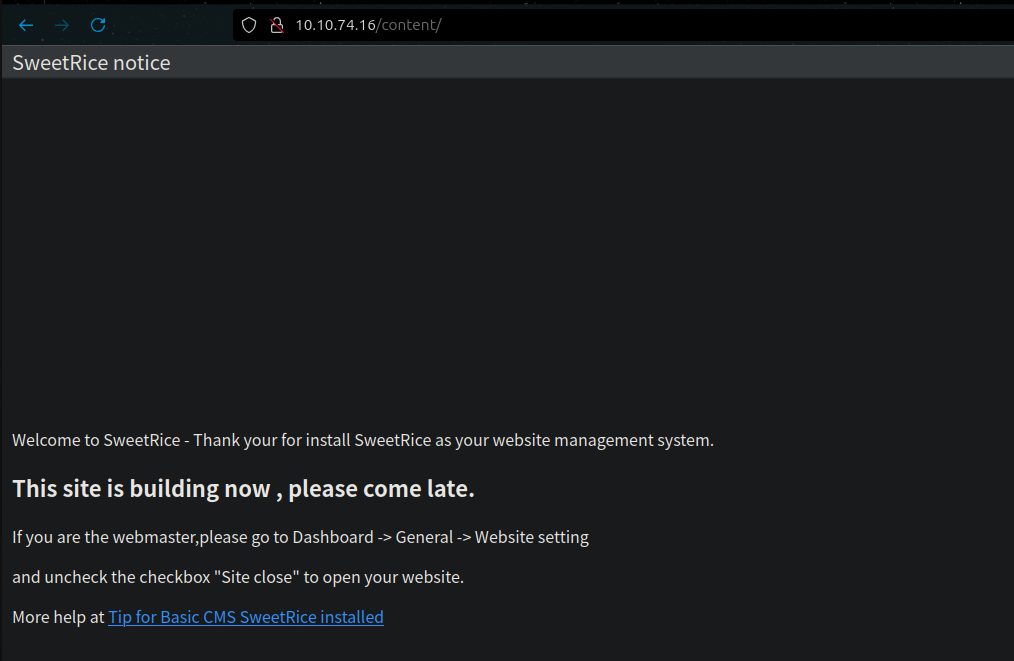 10.10.74.16/content/
SweetRice notice
Welcome to SweetRice - Thank your for install SweetRice as your website management system.
This site is building now , please come late.
If you are the webmaster,please go to Dashboard -> General -> Website setting
and uncheck the checkbox "Site close" to open your website.
More help at Tip for Basic CMS SweetRice installed